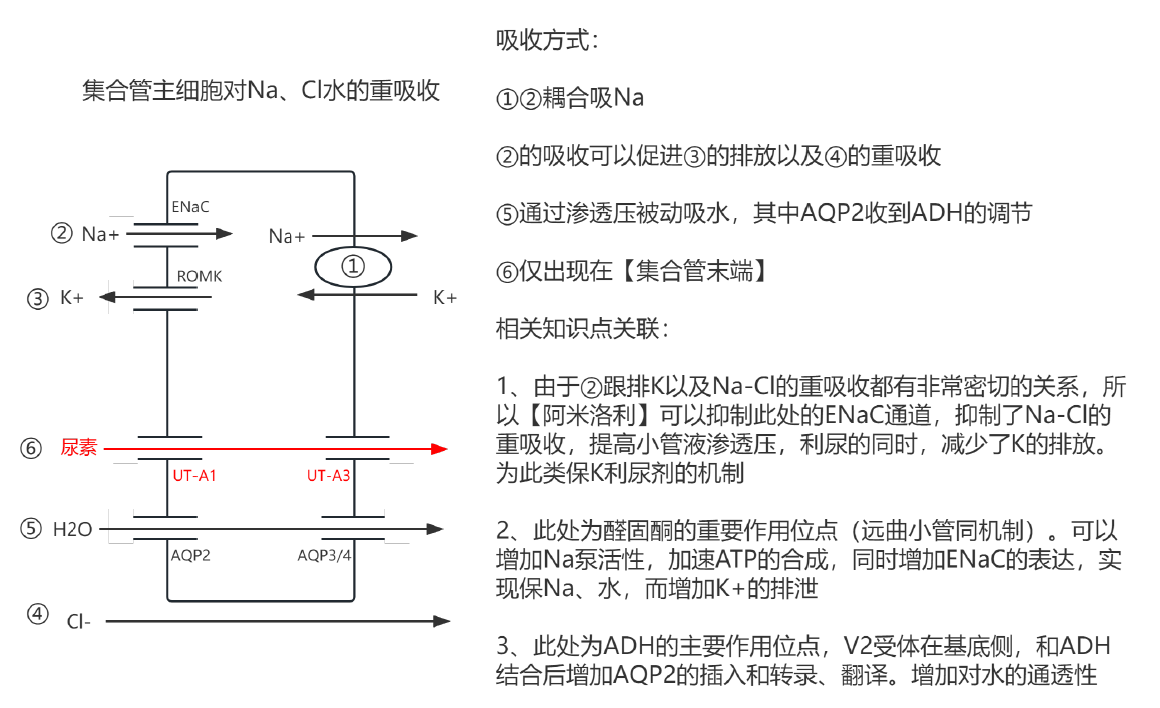 集合管主细胞对Na、Cl水的重吸收
ENaC
② Na+
Na+
①
ROMK
③ K+
K+
⑥ 尿素
UT-A1
UT-A3
⑤ H2O
AQP2
AQP3/4
④ Cl-
吸收方式：
①②耦合吸Na
②的吸收可以促进③的排放以及④的重吸收
⑤通过渗透压被动吸水，其中AQP2收到ADH的调节
⑥仅出现在【集合管末端】
相关知识点关联：
1、由于②跟排K以及Na-Cl的重吸收都有非常密切的关系，所
以【阿米洛利】可以抑制此处的ENaC通道，抑制了Na-Cl的
重吸收，提高小管液渗透压，利尿的同时，减少了K的排放。
为此类保K利尿剂的机制
2、此处为醛固酮的重要作用位点（远曲小管同机制）。可以
增加Na泵活性，加速ATP的合成，同时增加ENaC的表达，实
现保Na、水，而增加K+的排泄
3、此处为ADH的主要作用位点，V2受体在基底侧，和ADH
结合后增加AQP2的插入和转录、翻译。增加对水的通透性